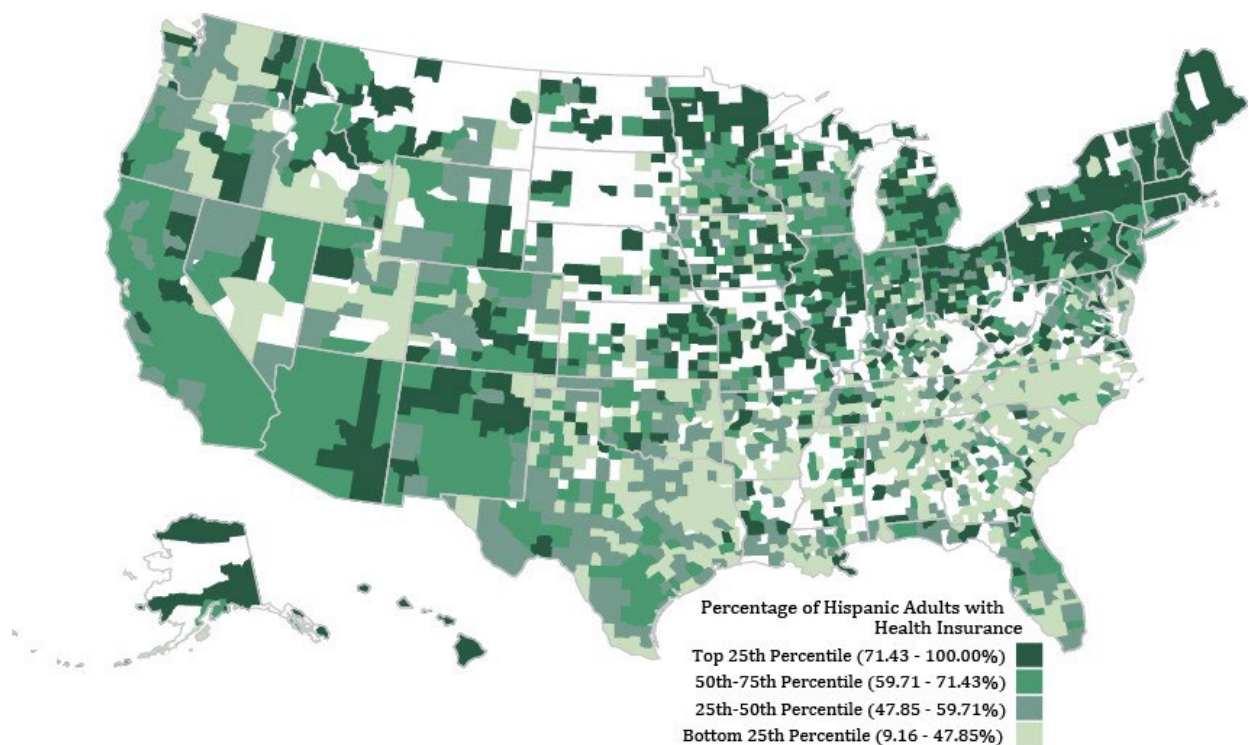 Percentage of Hispanic Adults with
Health Insurance
Top 25th Percentile (71.43 - 100.00%)
50th-75th Percentile (59.71 - 71.43%)
25th-50th Percentile (47.85 - 59.71%)
Bottom 25th Percentile (9.16 - 47.85%)